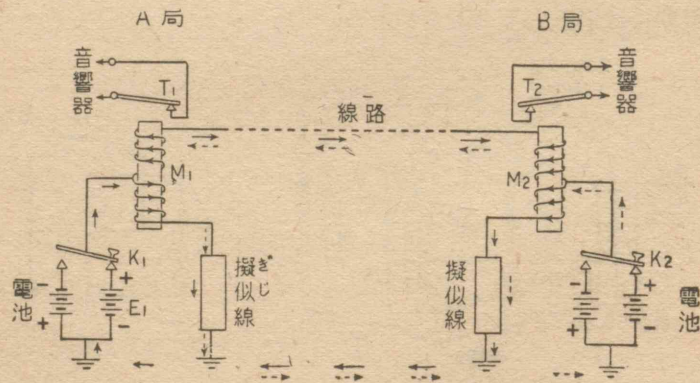 A局
B局
音響器
T₁
T₂
音響器
線路
M₁
M₂
K₁
K₂
電池
−
+
E₁
+
−
擬似線
ぎじ
擬似線
−
+
+
−
電池